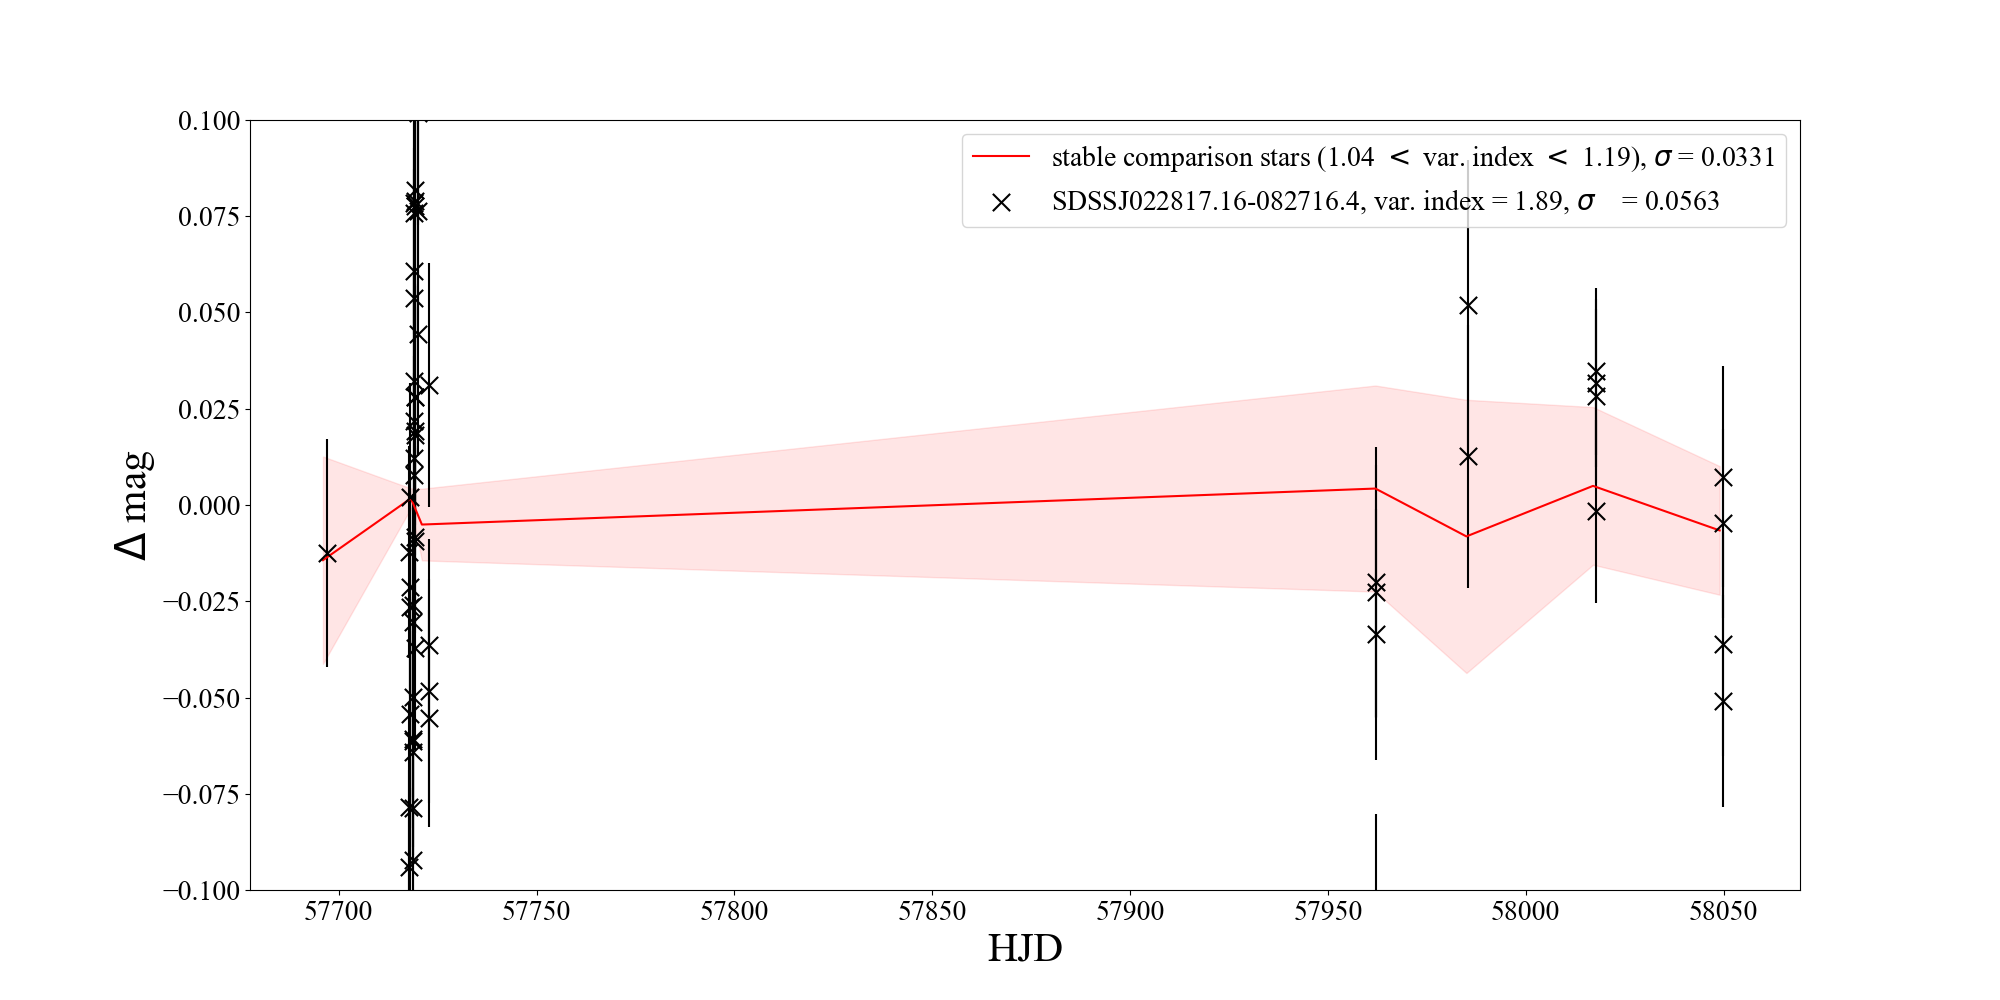 0.100
0.075
0.050
0.025
0.000
−0.025
−0.050
−0.075
−0.100
Δ mag
stable comparison stars (1.04 < var. index < 1.19), σ = 0.0331
SDSSJ022817.16-082716.4, var. index = 1.89, σ = 0.0563
57700 57750 57800 57850 57900 57950 58000 58050
HJD